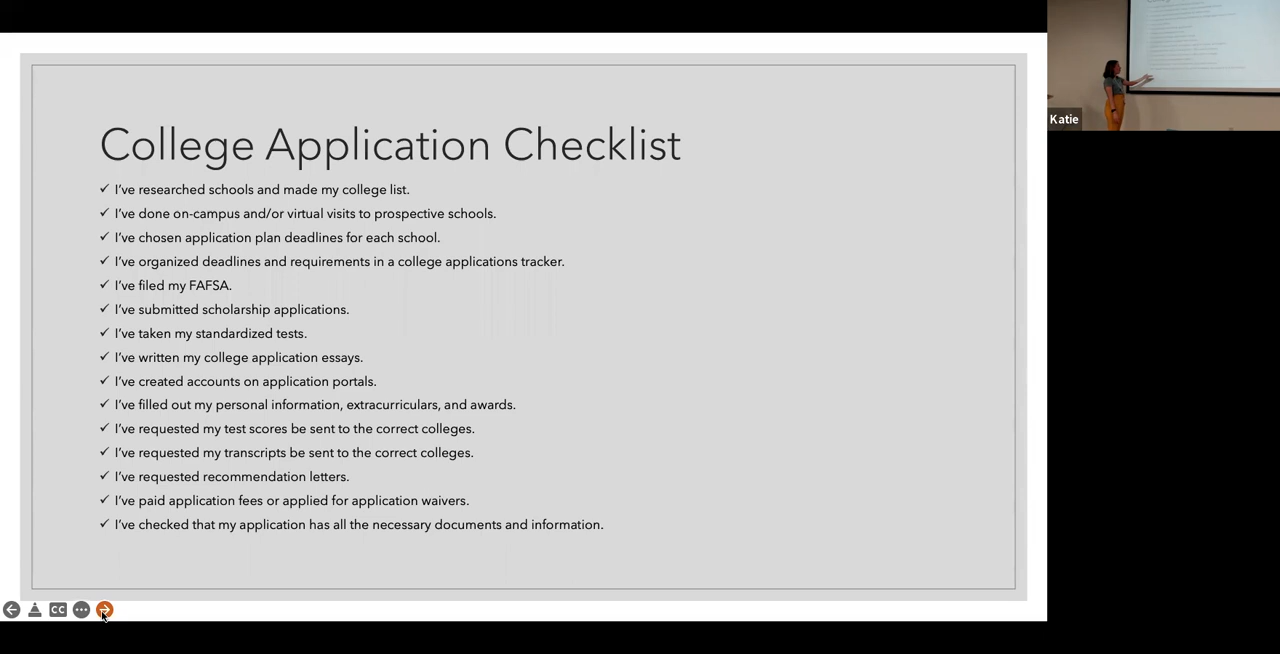 College Application Checklist
✓ I've researched schools and made my college list.
✓ I've done on-campus and/or virtual visits to prospective schools.
✓ I've chosen application plan deadlines for each school.
✓ I've organized deadlines and requirements in a college applications tracker.
✓ I've filed my FAFSA.
✓ I've submitted scholarship applications.
✓ I've taken my standardized tests.
✓ I've written my college application essays.
✓ I've created accounts on application portals.
✓ I've filled out my personal information, extracurriculars, and awards.
✓ I've requested my test scores be sent to the correct colleges.
✓ I've requested my transcripts be sent to the correct colleges.
✓ I've requested recommendation letters.
✓ I've paid application fees or applied for application waivers.
✓ I've checked that my application has all the necessary documents and information.
CC
Katie